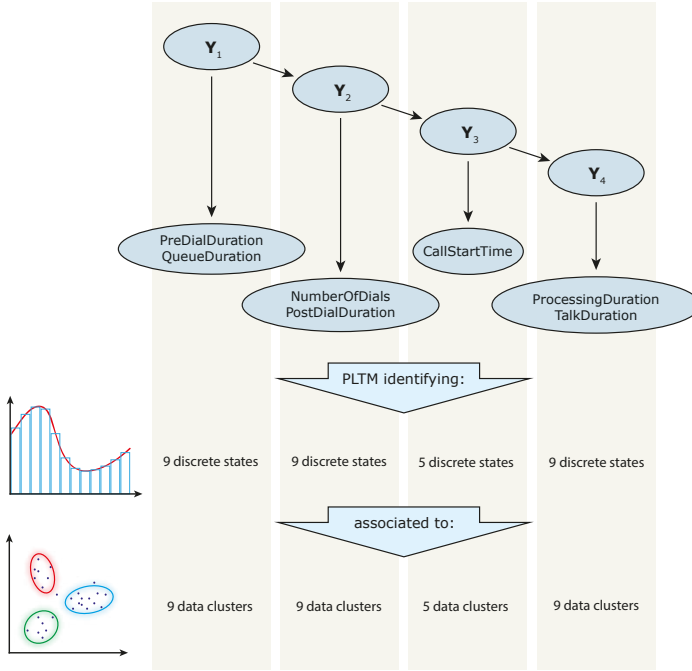 Y1
Y2
Y3
Y4
PreDialDuration
QueueDuration
CallStartTime
NumberOfDials
PostDialDuration
ProcessingDuration
TalkDuration
PLTM identifying:
9 discrete states
9 discrete states
5 discrete states
9 discrete states
associated to:
9 data clusters
9 data clusters
5 data clusters
9 data clusters